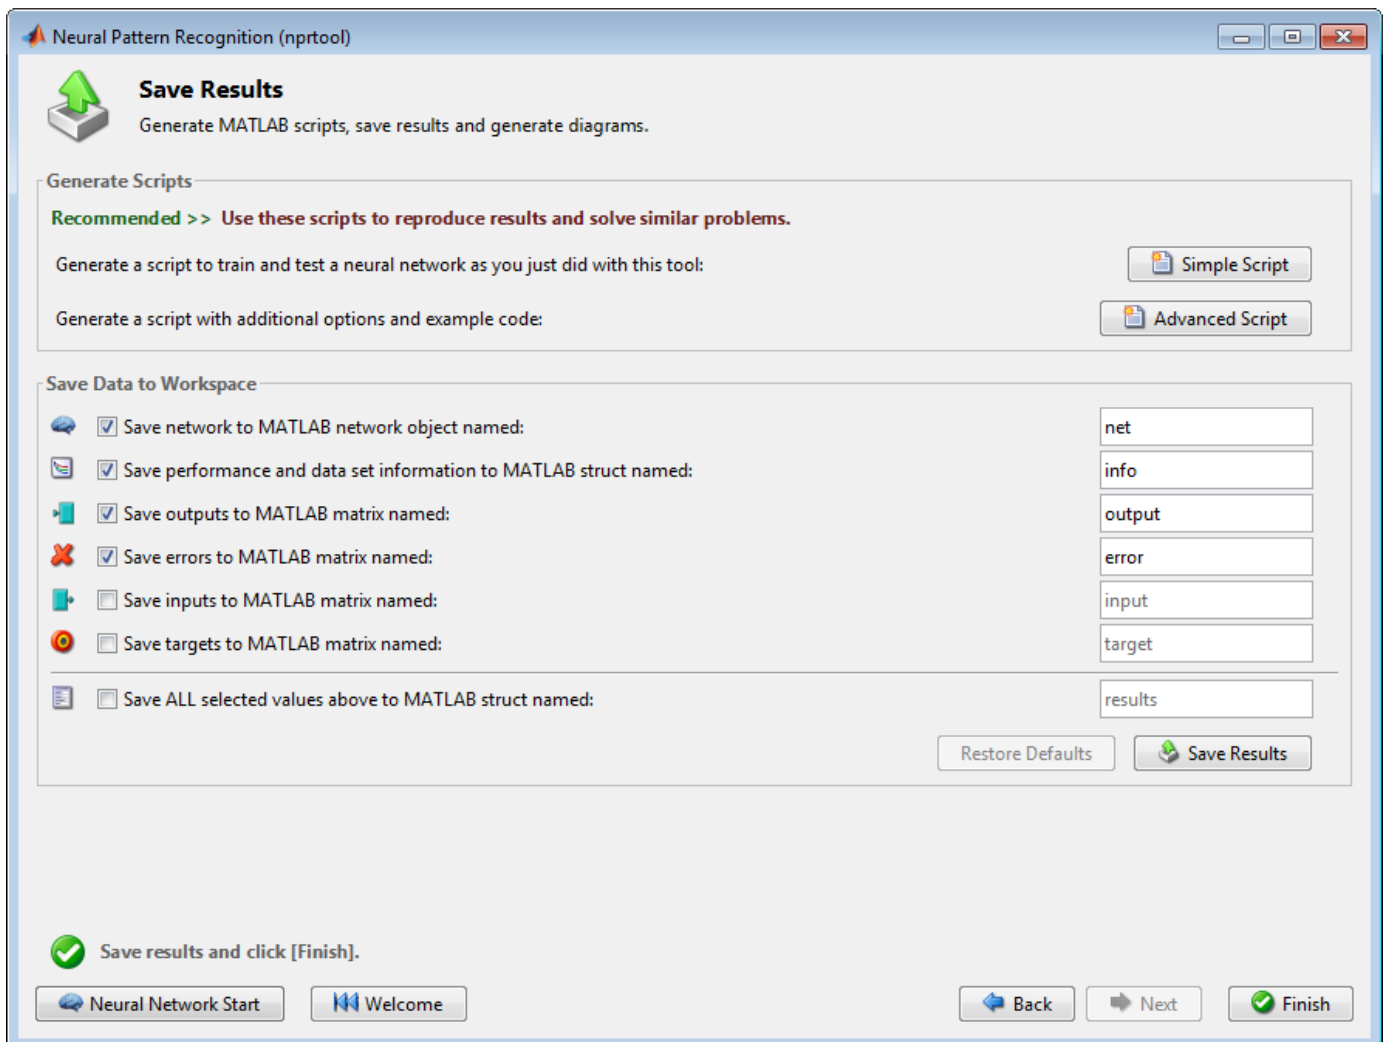 Neural Pattern Recognition (nprtool)
Save Results
Generate MATLAB scripts, save results and generate diagrams.
Generate Scripts
Recommended >> Use these scripts to reproduce results and solve similar problems.
Generate a script to train and test a neural network as you just did with this tool: Simple Script
Generate a script with additional options and example code: Advanced Script
Save Data to Workspace
Save network to MATLAB network object named: net
Save performance and data set information to MATLAB struct named: info
Save outputs to MATLAB matrix named: output
Save errors to MATLAB matrix named: error
Save inputs to MATLAB matrix named: input
Save targets to MATLAB matrix named: target
Save ALL selected values above to MATLAB struct named: results
Restore Defaults Save Results
Save results and click [Finish].
Neural Network Start Welcome Back Next Finish